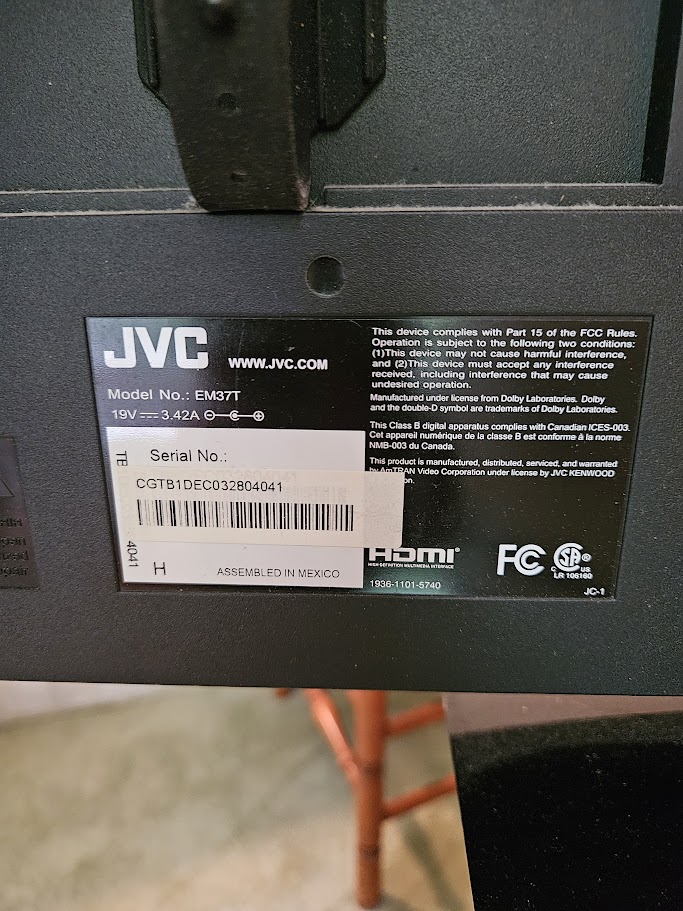 JVC WWW.JVC.COM
Model No.: EM37T
19V 3.42A
Serial No.:
CGTB1DEC032804041
4041
H
ASSEMBLED IN MEXICO
This device complies with Part 15 of the FCC Rules.
Operation is subject to the following two conditions:
(1)This device may not cause harmful interference,
and (2)This device must accept any interference
received, including interference that may cause
undesired operation.
Manufactured under license from Dolby Laboratories. Dolby
and the double-D symbol are trademarks of Dolby Laboratories.
This Class B digital apparatus complies with Canadian ICES-003.
Cet appareil numérique de la classe B est conforme à la norme
NMB-003 du Canada.
This product is manufactured, distributed, serviced, and warranted
by AmTRAN Video Corporation under license by JVC KENWOOD
HDMI®
HIGH-DEFINITION MULTIMEDIA INTERFACE
1936-1101-5740
FC
C SA® US
LR 106160
JC-1